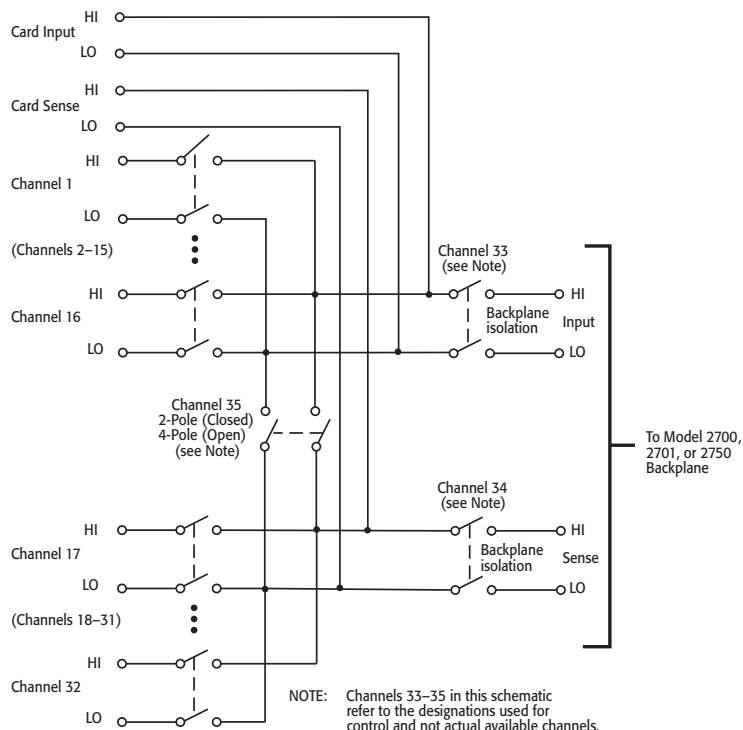 Card Input
HI
LO
Card Sense
HI
LO
Channel 1
HI
LO
(Channels 2–15)
Channel 16
HI
LO
Channel 33
(see Note)
Backplane
isolation
HI
Input
LO
Channel 35
2-Pole (Closed)
4-Pole (Open)
(see Note)
To Model 2700,
2701, or 2750
Backplane
Channel 34
(see Note)
Channel 17
HI
LO
Backplane
isolation
HI
Sense
LO
(Channels 18–31)
Channel 32
HI
LO
NOTE: Channels 33–35 in this schematic
refer to the designations used for
control and not actual available channels.